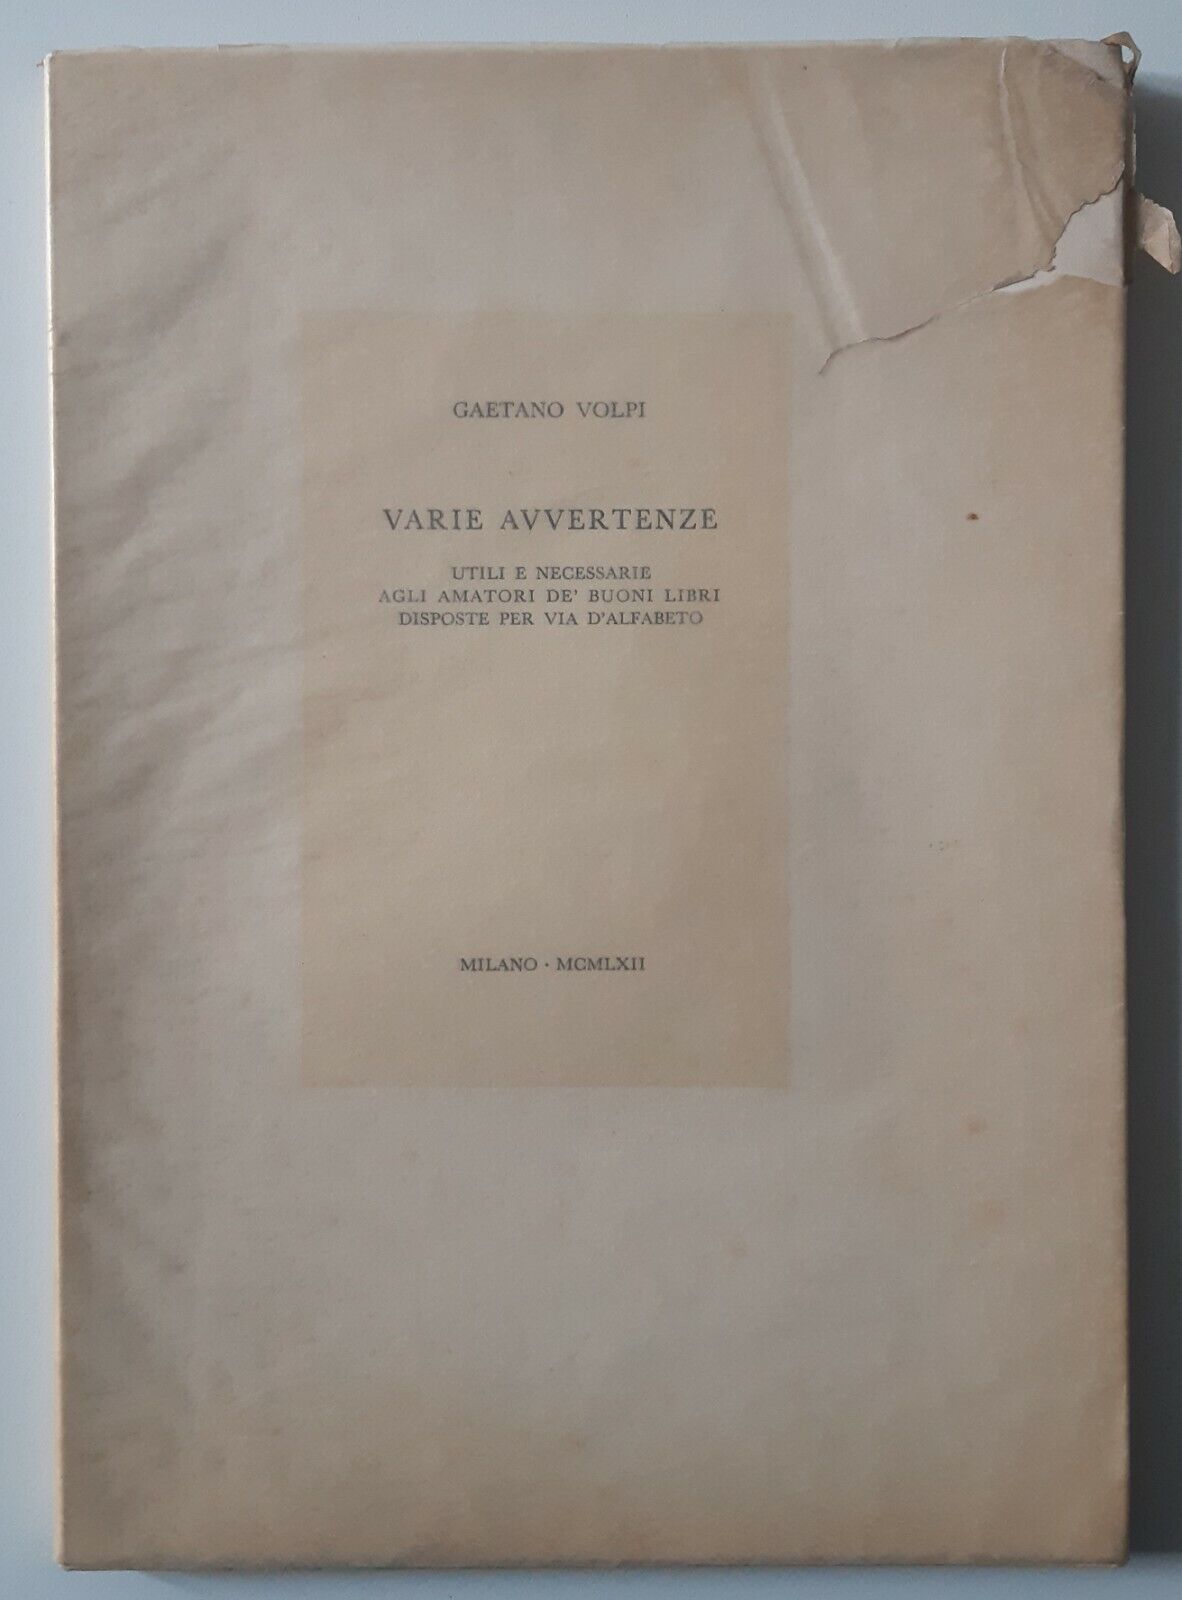 GAETANO VOLPI
VARIE AVVERTENZE
UTILI E NECESSARIE
AGLI AMATORI DE' BUONI LIBRI
DISPOSTE PER VIA D'ALFABETO
MILANO · MCMLXII